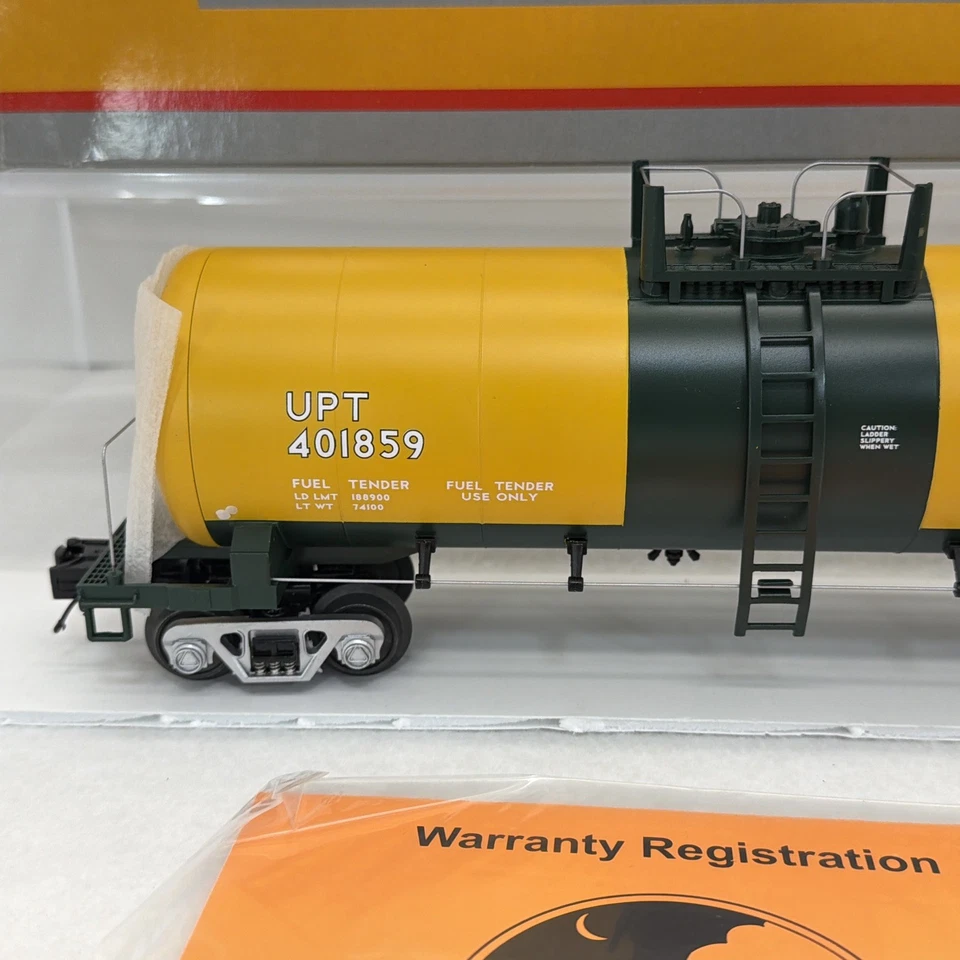 UPT
401859
FUEL TENDER
LD LMT 188900
LT WT 74100
FUEL TENDER
USE ONLY
CAUTION:
LADDER
SLIPPERY
WHEN WET
Warranty Registration